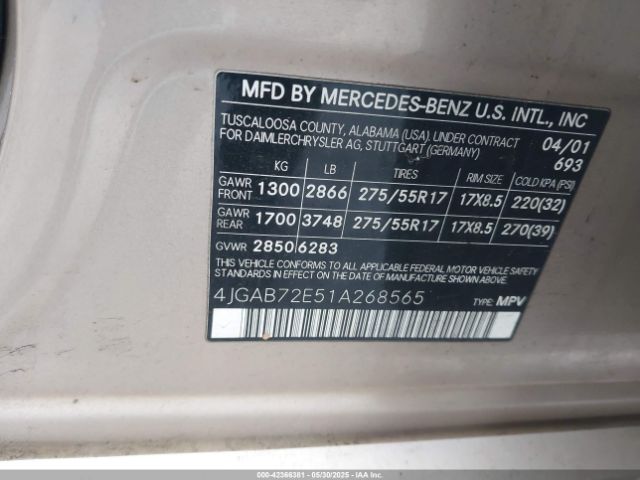 MFD BY MERCEDES-BENZ U.S. INTL., INC
TUSCALOOSA COUNTY, ALABAMA (USA). UNDER CONTRACT 04/01
FOR DAIMLERCHRYSLER AG, STUTTGART (GERMANY) 693
KG LB TIRES RIM SIZE COLD KPA (PSI)
GAWR FRONT 1300 2866 275/55R17 17X8.5 220(32)
GAWR REAR 1700 3748 275/55R17 17X8.5 270(39)
GVWR 2850 6283
THIS VEHICLE CONFORMS TO ALL APPLICABLE FEDERAL MOTOR VEHICLE
SAFETY STANDARDS IN EFFECT ON THE DATE OF MANUFACTURE SHOWN ABOVE.
4JGAB72E51A268565 TYPE: MPV
000-42366361 - 05/30/2025 - IAAI - Copart